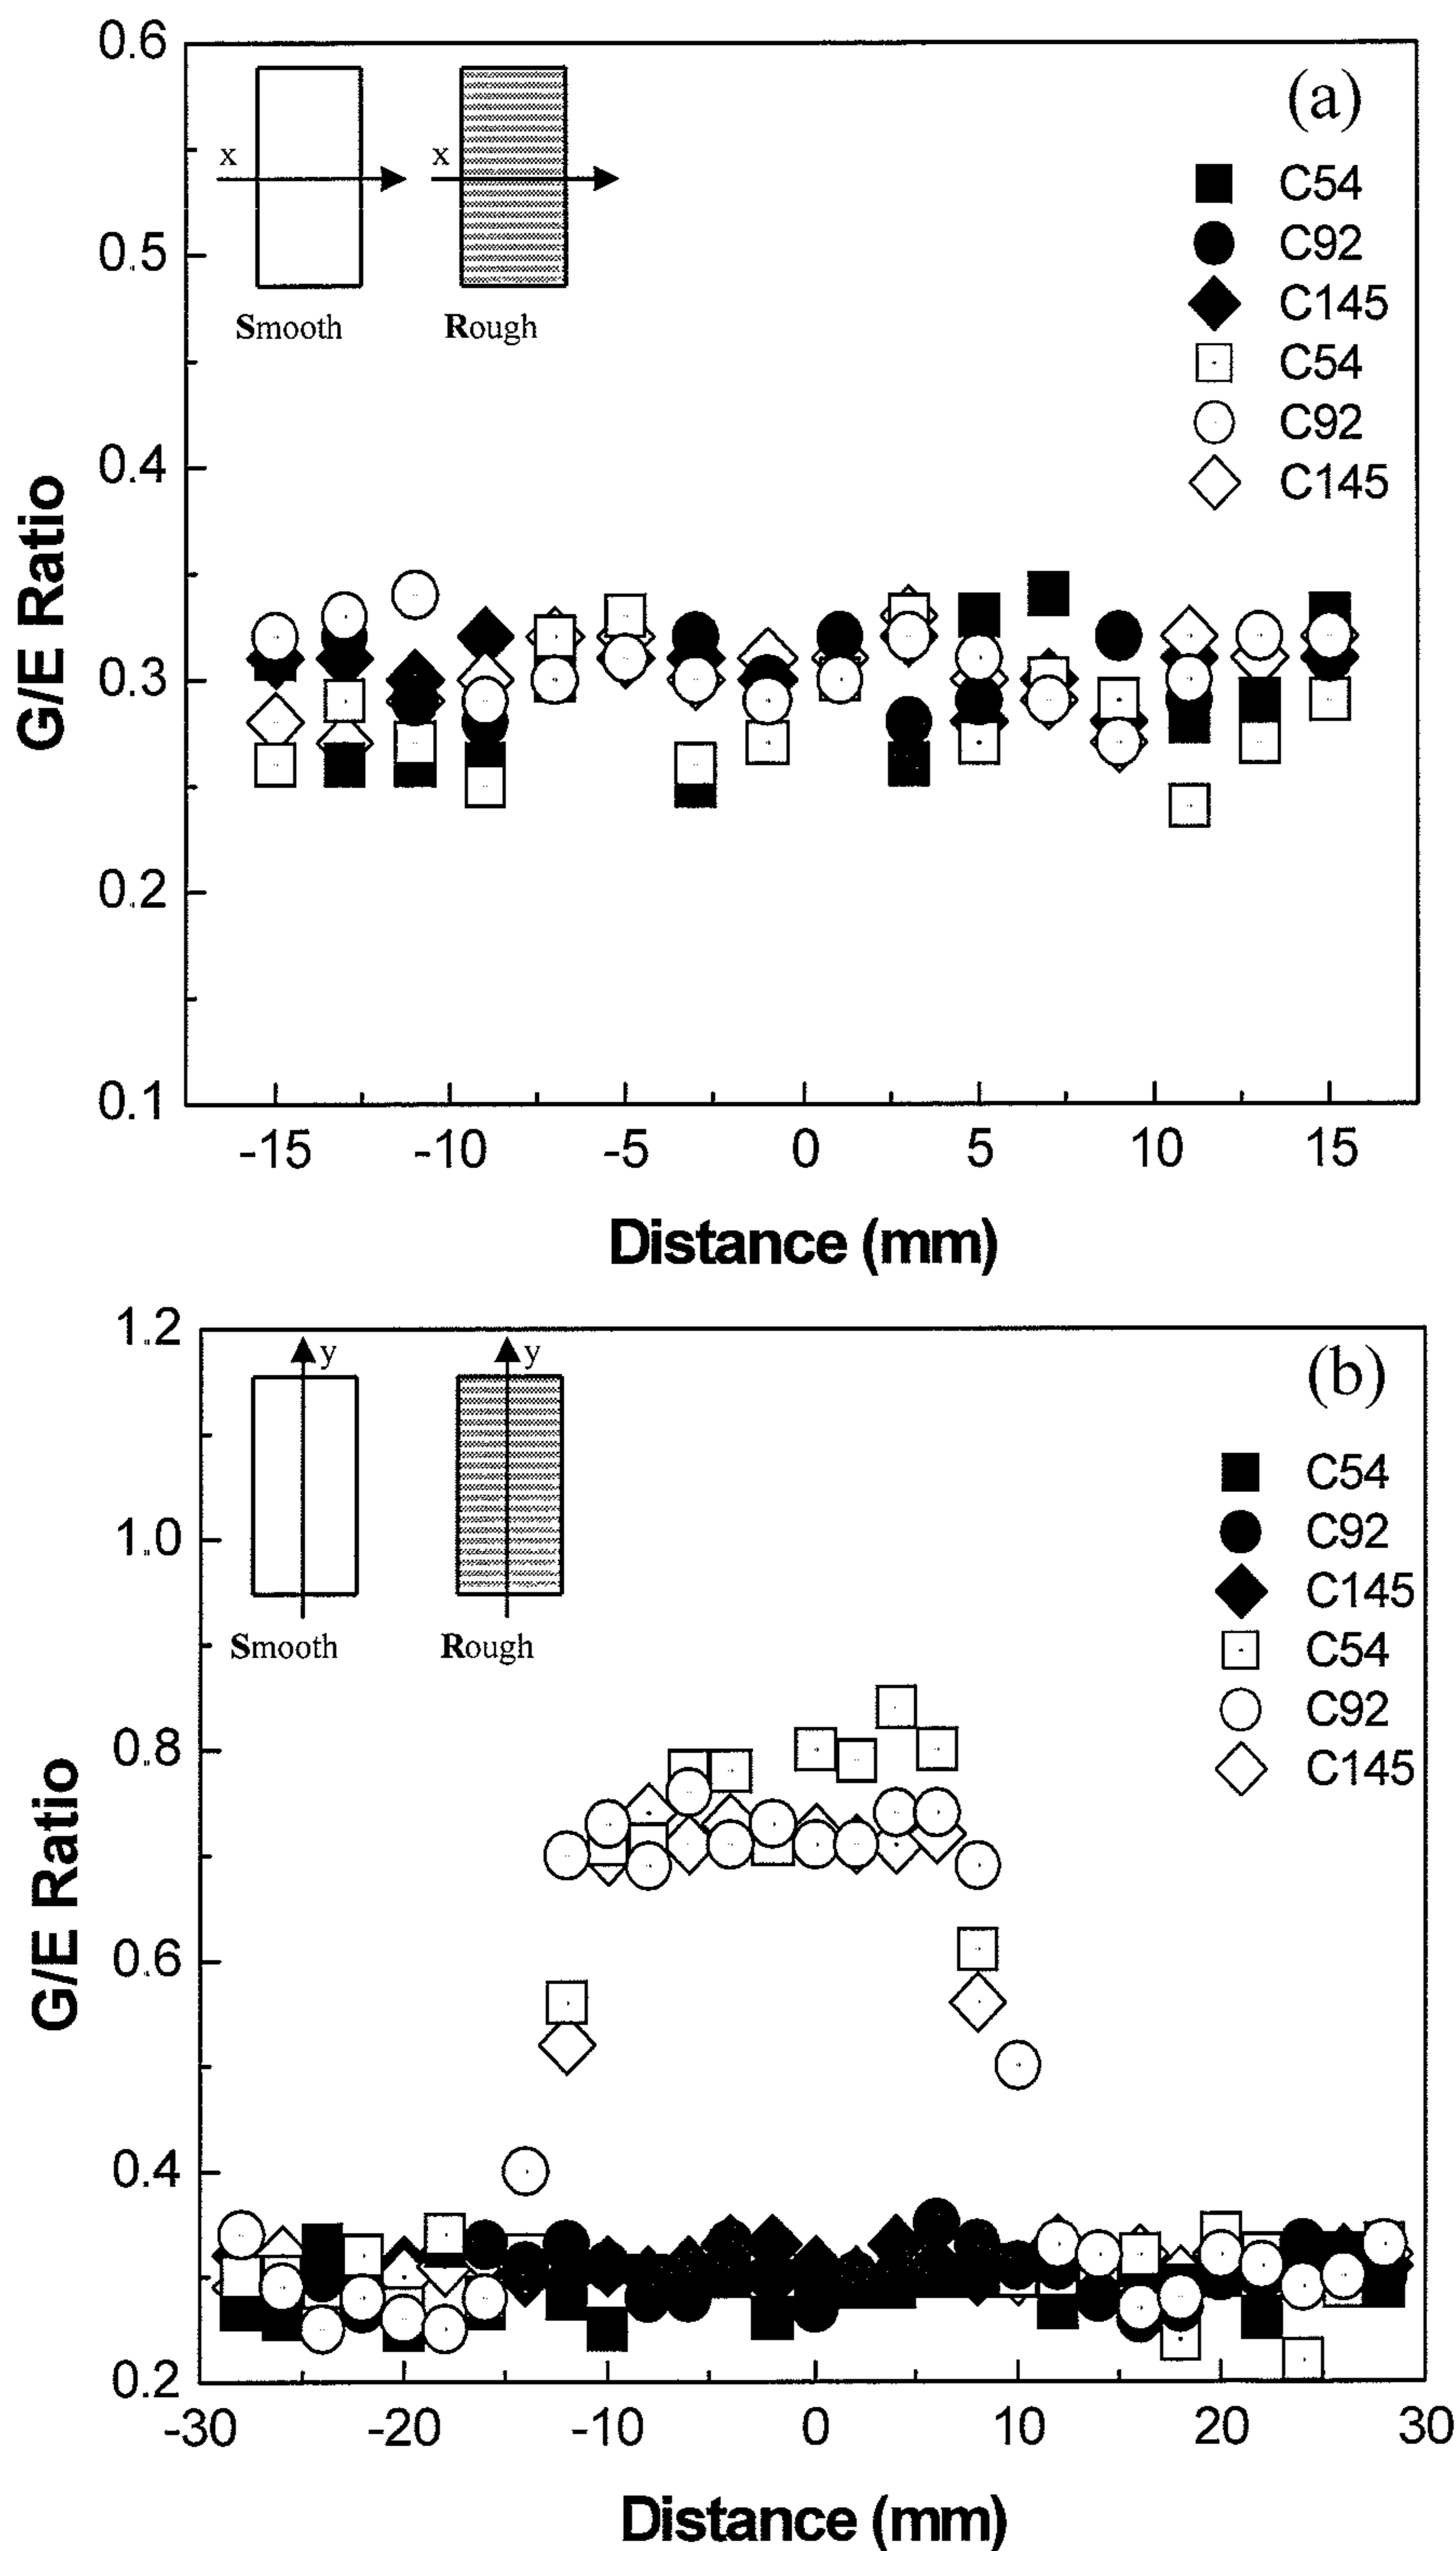 0.6
(a)
x
x
C54
C92
0.5
C145
Smooth
Rough
C54
C92
0.4
C145
G/E Ratio
0.3
0.2
0.1
-15
-10
-5
0
5
10
15
Distance (mm)
1.2
y
y
(b)
C54
C92
1.0
C145
Smooth
Rough
C54
C92
0.8
C145
G/E Ratio
0.6
0.4
0.2
-30
-20
-10
0
10
20
30
Distance (mm)